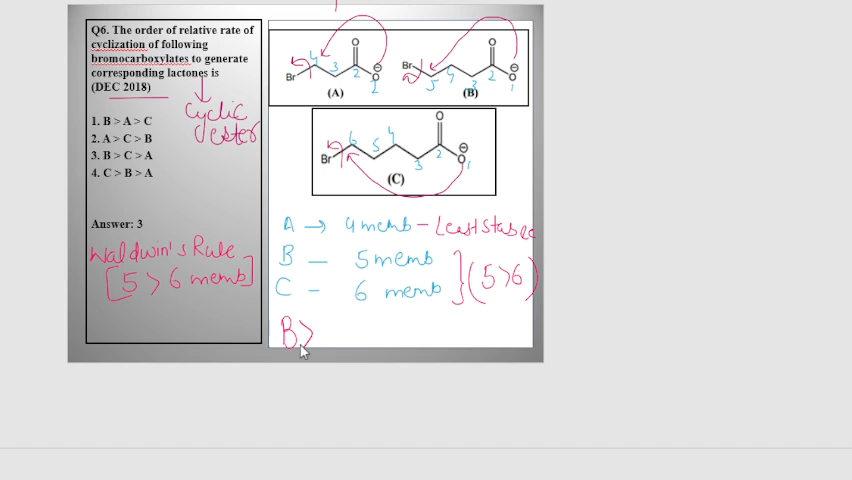 Q6. The order of relative rate of
cyclization of following
bromocarboxylates to generate
corresponding lactones is
(DEC 2018)
cyclic
ester
1. B > A > C
2. A > C > B
3. B > C > A
4. C > B > A
Answer: 3
Waldwin's Rule
[5 > 6 memb]
Br 4 3 2 O O ⊖ 1
(A)
Br 5 4 3 2 O O ⊖ 1
(B)
Br 6 5 4 3 2 O O ⊖ 1
(C)
A → 4 memb – Least stable
B – 5 memb
C – 6 memb
(5>6)
B >